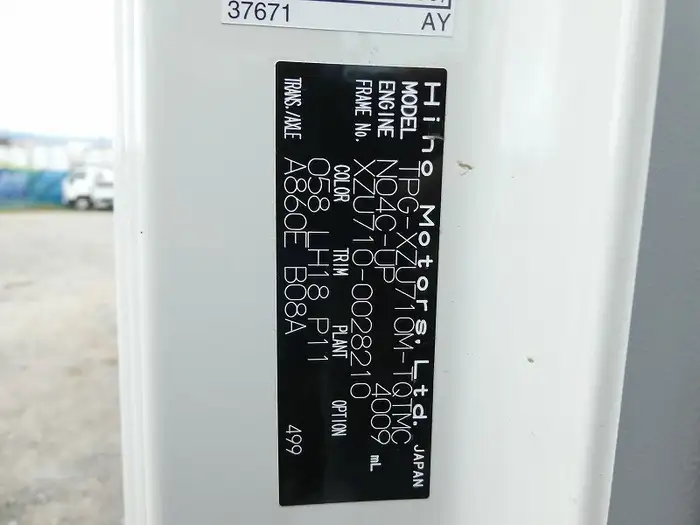 37671 AY
Hino Motors, Ltd. JAPAN
MODEL TPG-XZU710M-TQTMC
ENGINE N04C-UP 4009 mL
FRAME No. XZU710-0028210
COLOR TRIM PLANT OPTION
058 LH18 P11
TRANS./AXLE A860E B08A 499